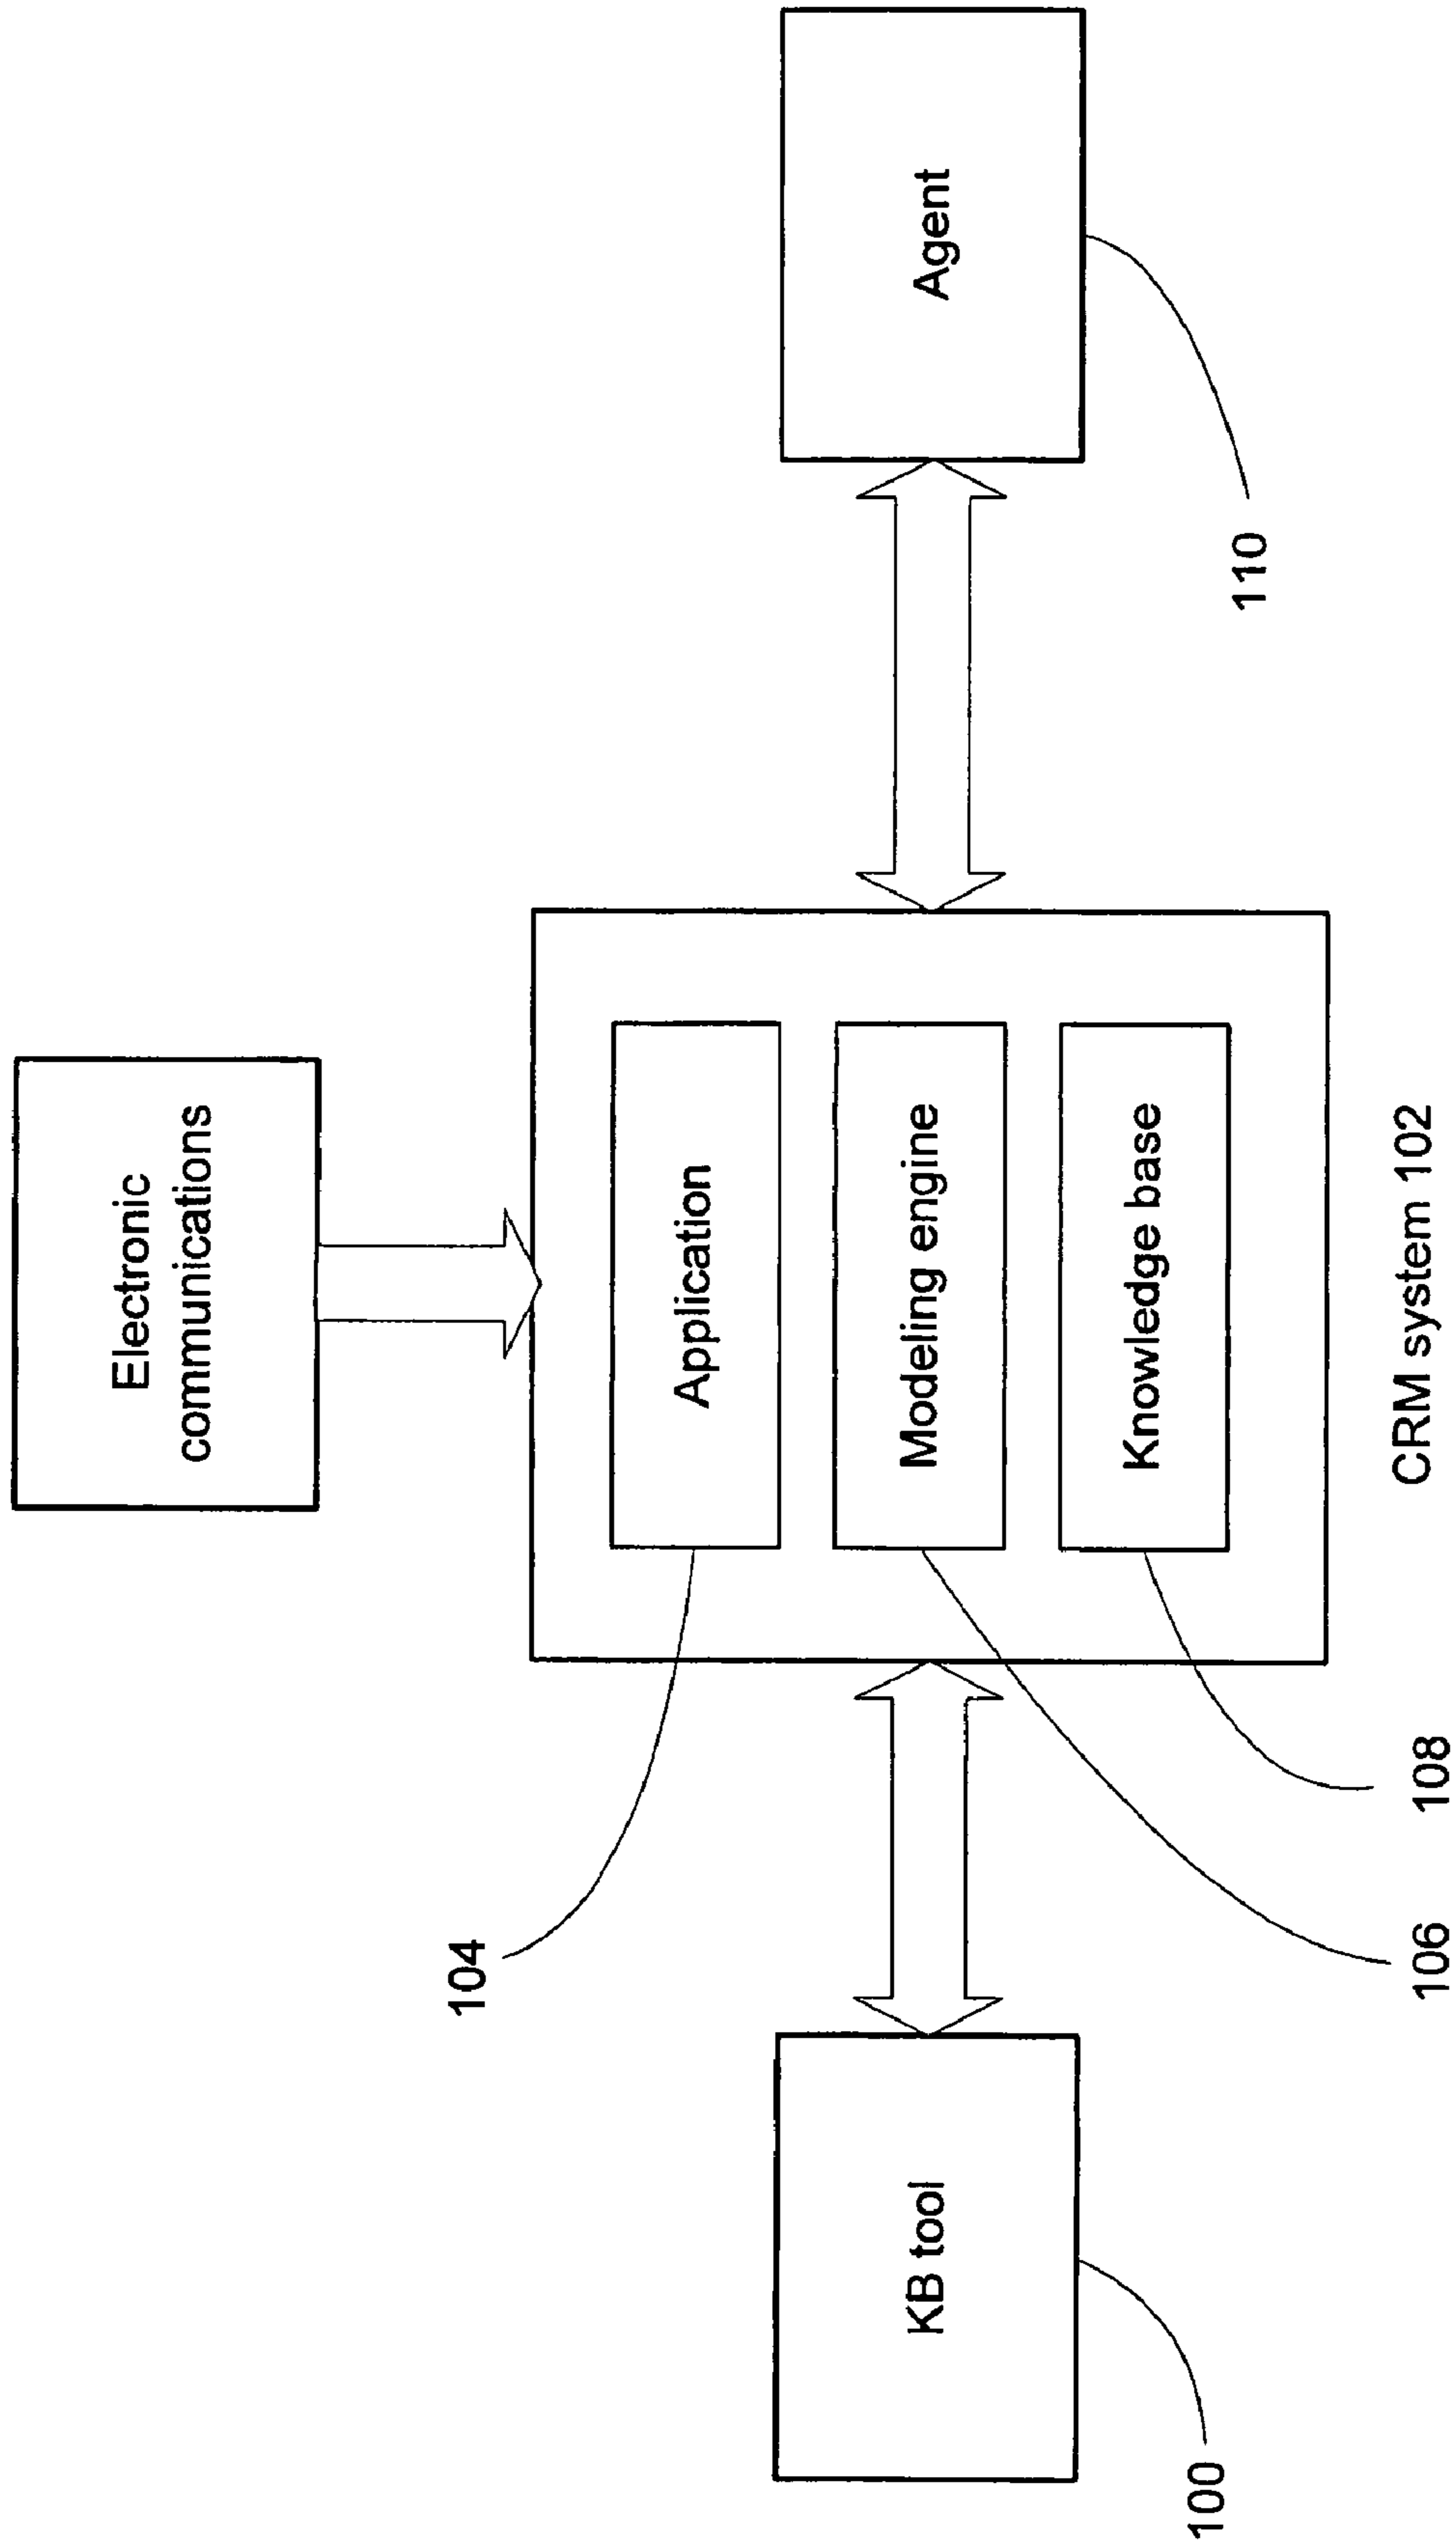 Electronic
communications
104
Application
KB tool
Modeling engine
Agent
Knowledge base
100
110
106
108
CRM system 102